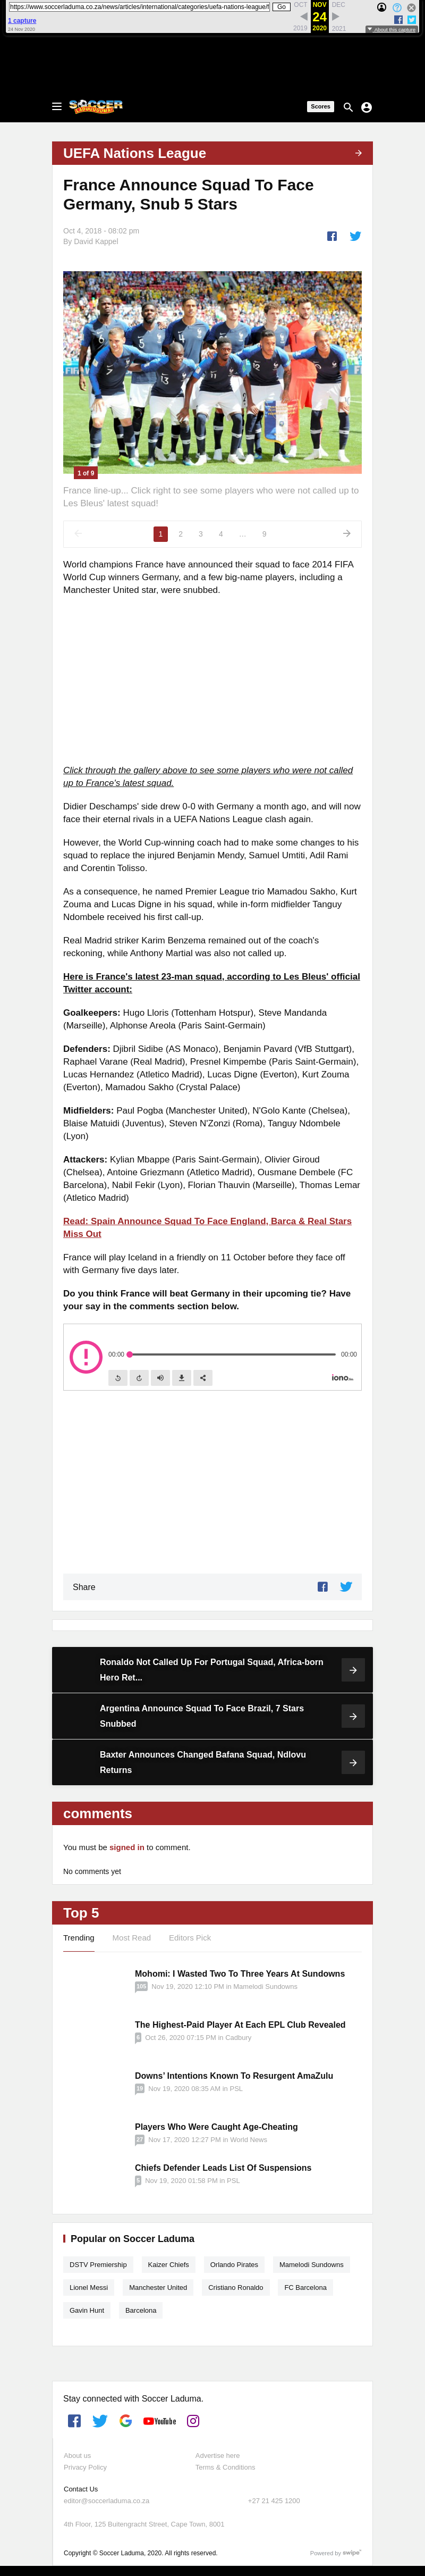 https://www.soccerladuma.co.za/news/articles/international/categories/uefa-nations-league/
Go
OCT
NOV
DEC
1 capture
24
24 Nov 2020
2019
2020
2021
About this capture
SOCCER
LADUMA
Scores
UEFA Nations League
France Announce Squad To Face
Germany, Snub 5 Stars
Oct 4, 2018 - 08:02 pm
By David Kappel
1 of 9
France line-up... Click right to see some players who were not called up to
Les Bleus' latest squad!
1 2 3 4 ... 9
World champions France have announced their squad to face 2014 FIFA
World Cup winners Germany, and a few big-name players, including a
Manchester United star, were snubbed.
Click through the gallery above to see some players who were not called
up to France's latest squad.
Didier Deschamps' side drew 0-0 with Germany a month ago, and will now
face their eternal rivals in a UEFA Nations League clash again.
However, the World Cup-winning coach had to make some changes to his
squad to replace the injured Benjamin Mendy, Samuel Umtiti, Adil Rami
and Corentin Tolisso.
As a consequence, he named Premier League trio Mamadou Sakho, Kurt
Zouma and Lucas Digne in his squad, while in-form midfielder Tanguy
Ndombele received his first call-up.
Real Madrid striker Karim Benzema remained out of the coach's
reckoning, while Anthony Martial was also not called up.
Here is France's latest 23-man squad, according to Les Bleus' official
Twitter account:
Goalkeepers: Hugo Lloris (Tottenham Hotspur), Steve Mandanda
(Marseille), Alphonse Areola (Paris Saint-Germain)
Defenders: Djibril Sidibe (AS Monaco), Benjamin Pavard (VfB Stuttgart),
Raphael Varane (Real Madrid), Presnel Kimpembe (Paris Saint-Germain),
Lucas Hernandez (Atletico Madrid), Lucas Digne (Everton), Kurt Zouma
(Everton), Mamadou Sakho (Crystal Palace)
Midfielders: Paul Pogba (Manchester United), N'Golo Kante (Chelsea),
Blaise Matuidi (Juventus), Steven N'Zonzi (Roma), Tanguy Ndombele
(Lyon)
Attackers: Kylian Mbappe (Paris Saint-Germain), Olivier Giroud
(Chelsea), Antoine Griezmann (Atletico Madrid), Ousmane Dembele (FC
Barcelona), Nabil Fekir (Lyon), Florian Thauvin (Marseille), Thomas Lemar
(Atletico Madrid)
Read: Spain Announce Squad To Face England, Barca & Real Stars
Miss Out
France will play Iceland in a friendly on 11 October before they face off
with Germany five days later.
Do you think France will beat Germany in their upcoming tie? Have
your say in the comments section below.
00:00
00:00
iono.fm
Share
Ronaldo Not Called Up For Portugal Squad, Africa-born
Hero Ret...
Argentina Announce Squad To Face Brazil, 7 Stars
Snubbed
Baxter Announces Changed Bafana Squad, Ndlovu
Returns
comments
You must be signed in to comment.
No comments yet
Top 5
Trending Most Read Editors Pick
Mohomi: I Wasted Two To Three Years At Sundowns
Nov 19, 2020 12:10 PM in Mamelodi Sundowns
The Highest-Paid Player At Each EPL Club Revealed
Oct 26, 2020 07:15 PM in Cadbury
Downs' Intentions Known To Resurgent AmaZulu
Nov 19, 2020 08:35 AM in PSL
Players Who Were Caught Age-Cheating
27 Nov 17, 2020 12:27 PM in World News
Chiefs Defender Leads List Of Suspensions
Nov 19, 2020 01:58 PM in PSL
Popular on Soccer Laduma
DSTV Premiership Kaizer Chiefs Orlando Pirates Mamelodi Sundowns
Lionel Messi Manchester United Cristiano Ronaldo FC Barcelona
Gavin Hunt Barcelona
Stay connected with Soccer Laduma.
YouTube
About us Advertise here
Privacy Policy Terms & Conditions
Contact Us
editor@soccerladuma.co.za +27 21 425 1200
4th Floor, 125 Buitengracht Street, Cape Town, 8001
Copyright © Soccer Laduma, 2020. All rights reserved. Powered by swipe